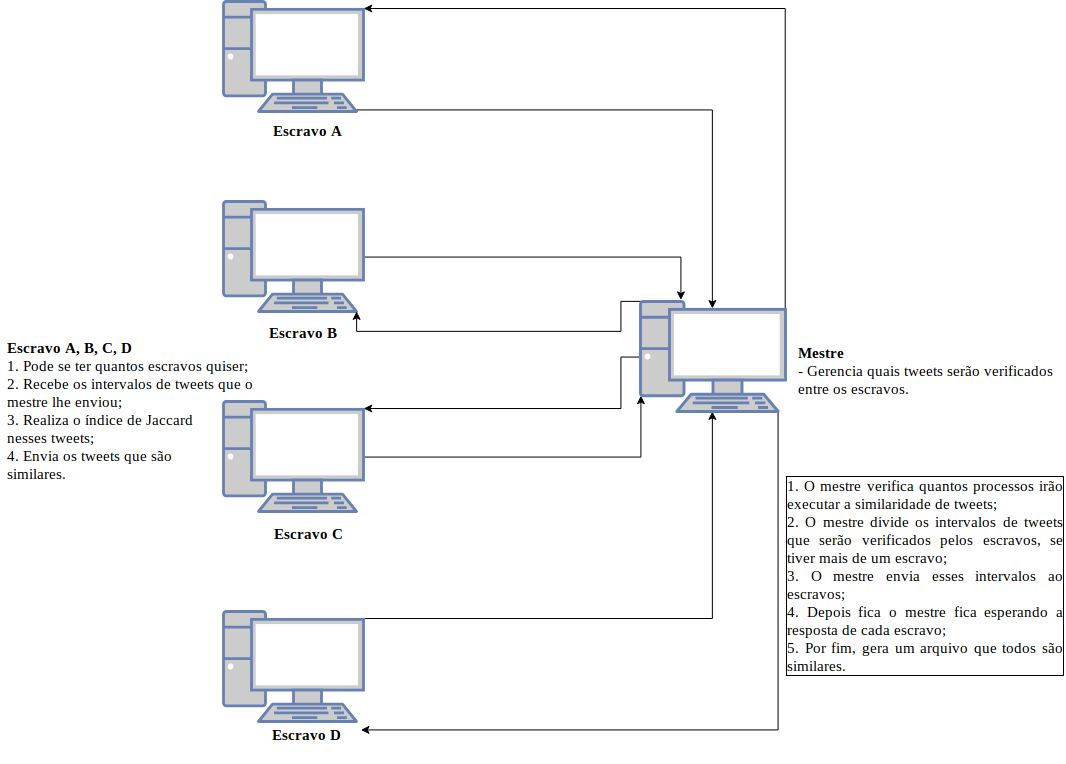 Escravo A
Escravo B
Escravo A, B, C, D
1. Pode se ter quantos escravos quiser;
2. Recebe os intervalos de tweets que o
mestre lhe enviou;
3. Realiza o índice de Jaccard
nesses tweets;
4. Envia os tweets que são
similares.
Mestre
- Gerencia quais tweets serão verificados
entre os escravos.
Escravo C
1. O mestre verifica quantos processos irão
executar a similaridade de tweets;
2. O mestre divide os intervalos de tweets
que serão verificados pelos escravos, se
tiver mais de um escravo;
3. O mestre envia esses intervalos ao
escravos;
4. Depois fica o mestre fica esperando a
resposta de cada escravo;
5. Por fim, gera um arquivo que todos são
similares.
Escravo D